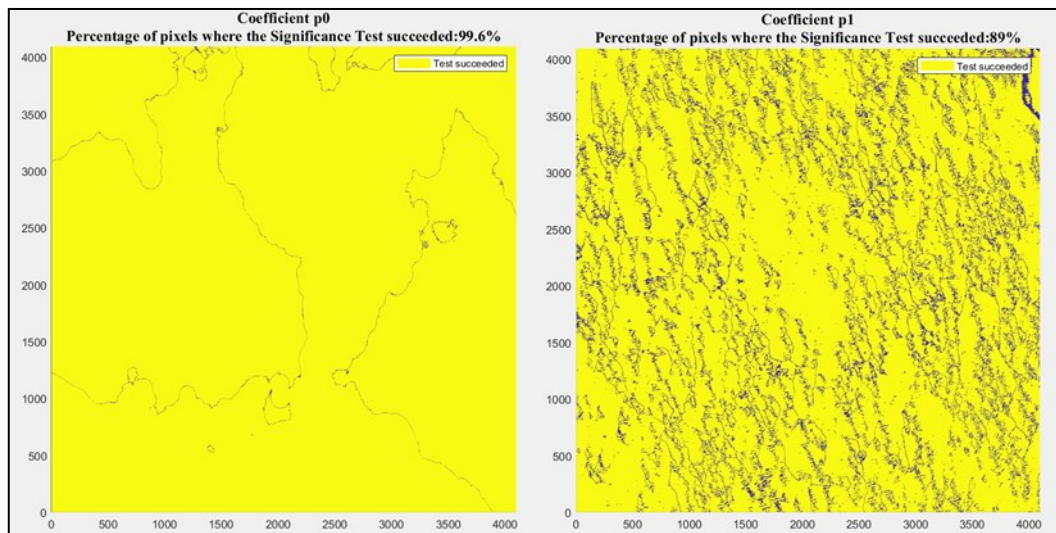 Coefficient p0
Percentage of pixels where the Significance Test succeeded:99.6%
Test succeeded
4000
3500
3000
2500
2000
1500
1000
500
0
0 500 1000 1500 2000 2500 3000 3500 4000
Coefficient p1
Percentage of pixels where the Significance Test succeeded:89%
Test succeeded
4000
3500
3000
2500
2000
1500
1000
500
0
0 500 1000 1500 2000 2500 3000 3500 4000